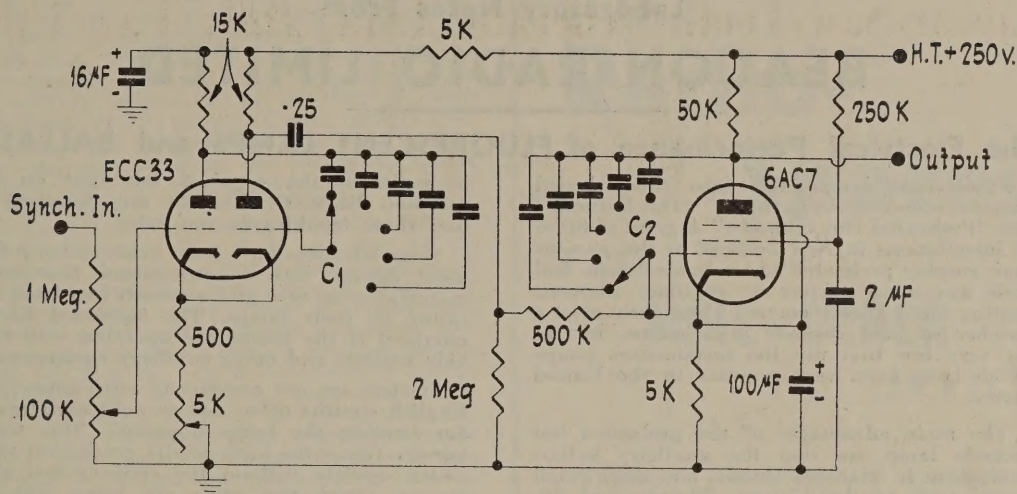 15K
5K
H.T.+250 v.
16μF
+
-
·25
50K
250K
ECC33
Output
6AC7
Synch. In.
C1
C2
1 Meg.
500
500K
2μF
2 Meg
100K
5K
5K
100μF
+
-